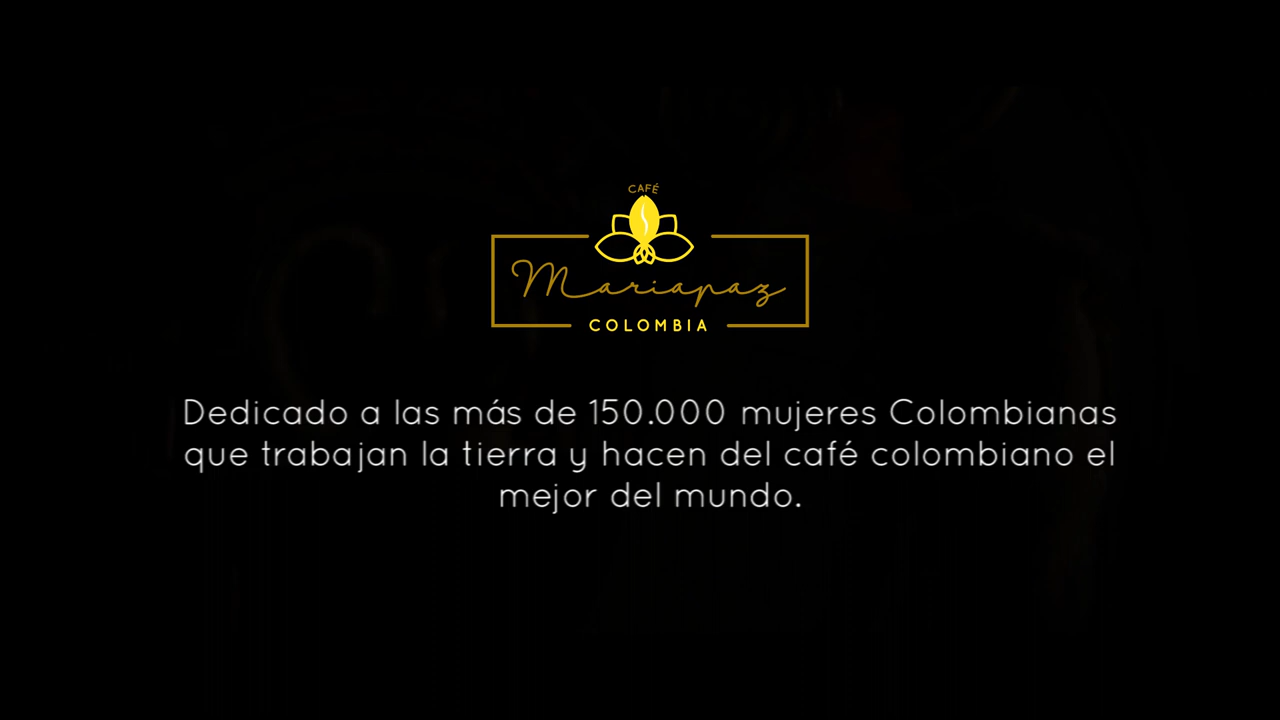 CAFÉ
Mariapaz
COLOMBIA
Dedicado a las más de 150.000 mujeres Colombianas
que trabajan la tierra y hacen del café colombiano el
mejor del mundo.